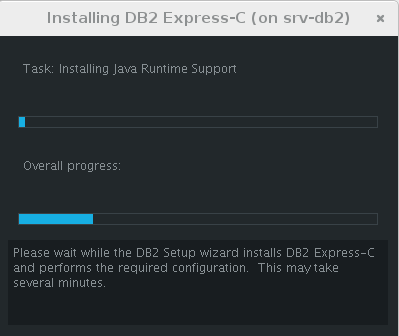 Installing DB2 Express-C (on srv-db2)
Task: Installing Java Runtime Support
Overall progress:
Please wait while the DB2 Setup wizard installs DB2 Express-C
and performs the required configuration.  This may take
several minutes.